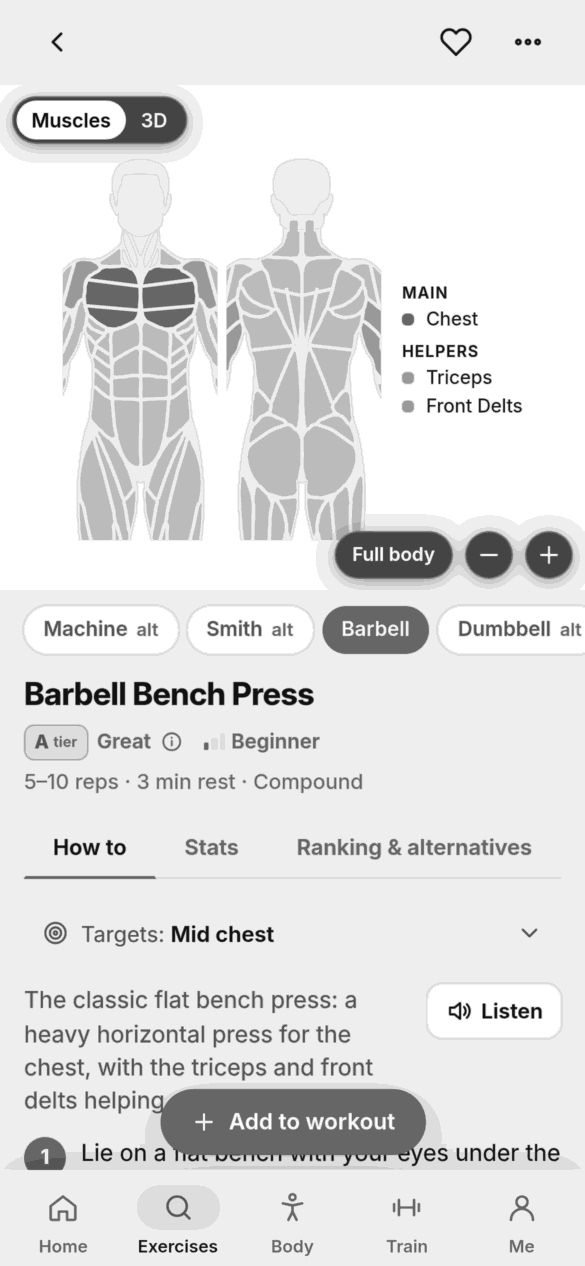 Muscles 3D
MAIN
Chest
HELPERS
Triceps
Front Delts
Full body
Machine alt Smith alt Barbell Dumbbell alt
Barbell Bench Press
A tier Great Beginner
5–10 reps · 3 min rest · Compound
How to Stats Ranking & alternatives
Targets: Mid chest
The classic flat bench press: a
heavy horizontal press for the
chest, with the triceps and front
delts helping
Listen
Add to workout
1 Lie on a flat bench with your eyes under the
Home Exercises Body Train Me